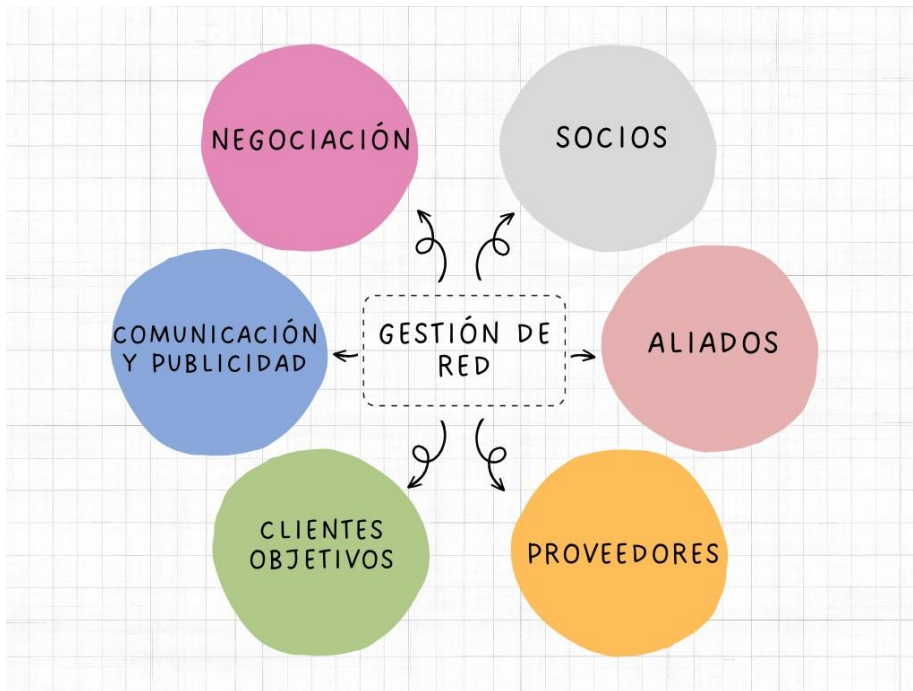 NEGOCIACIÓN
SOCIOS
COMUNICACIÓN
Y PUBLICIDAD
GESTIÓN DE
RED
ALIADOS
CLIENTES
OBJETIVOS
PROVEEDORES